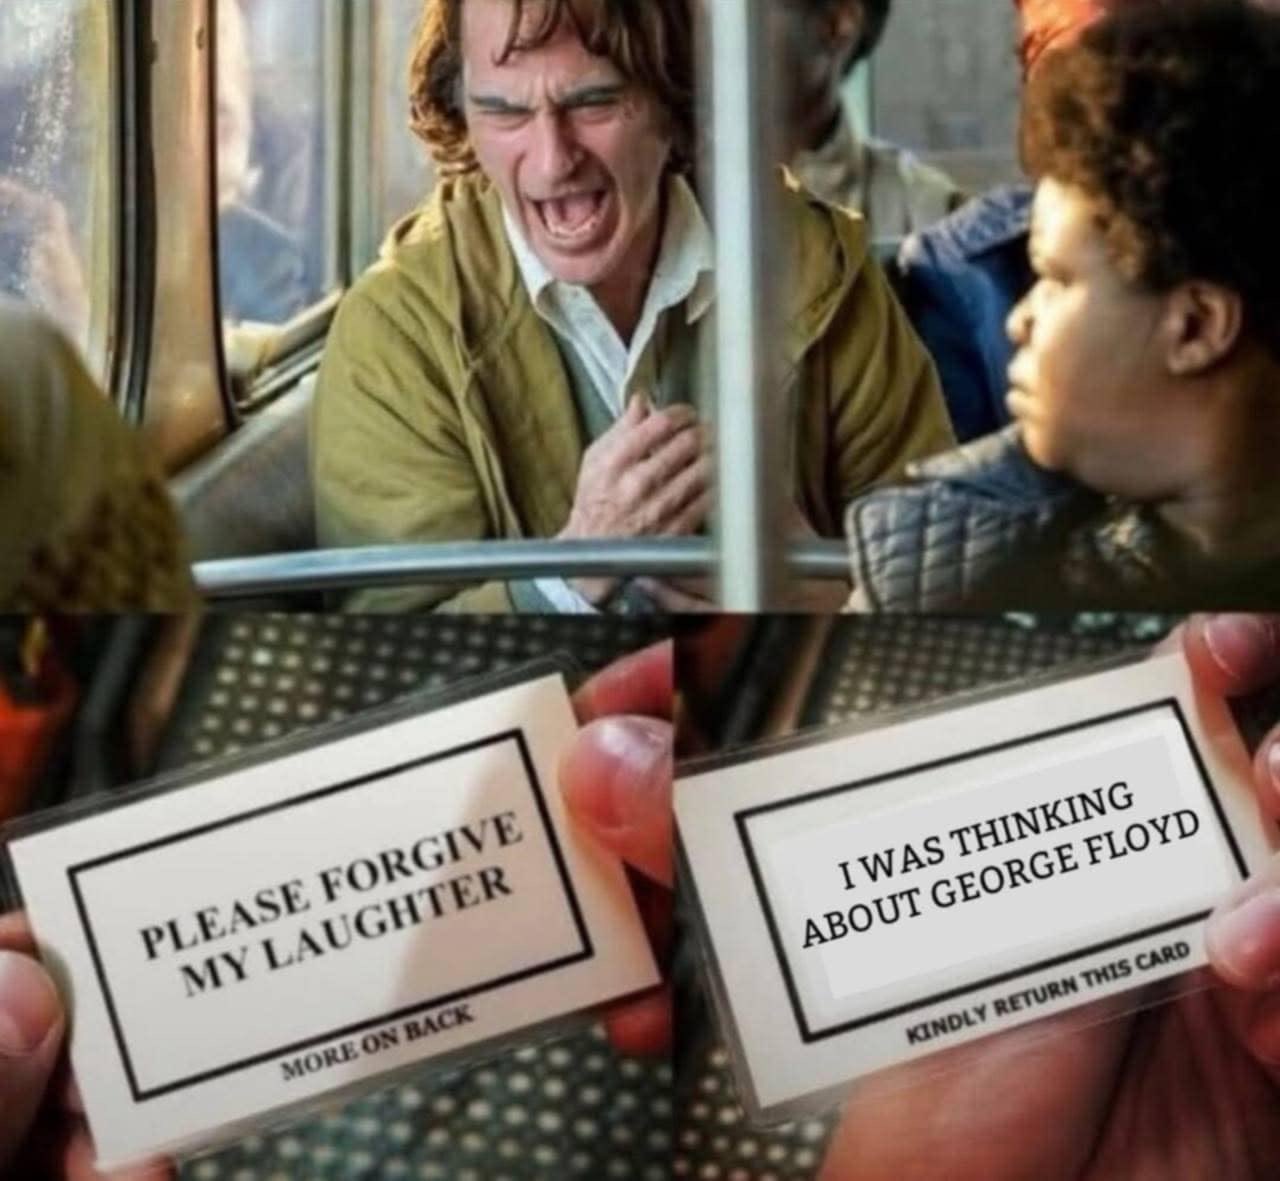 PLEASE FORGIVE
MY LAUGHTER
MORE ON BACK
I WAS THINKING
ABOUT GEORGE FLOYD
KINDLY RETURN THIS CARD